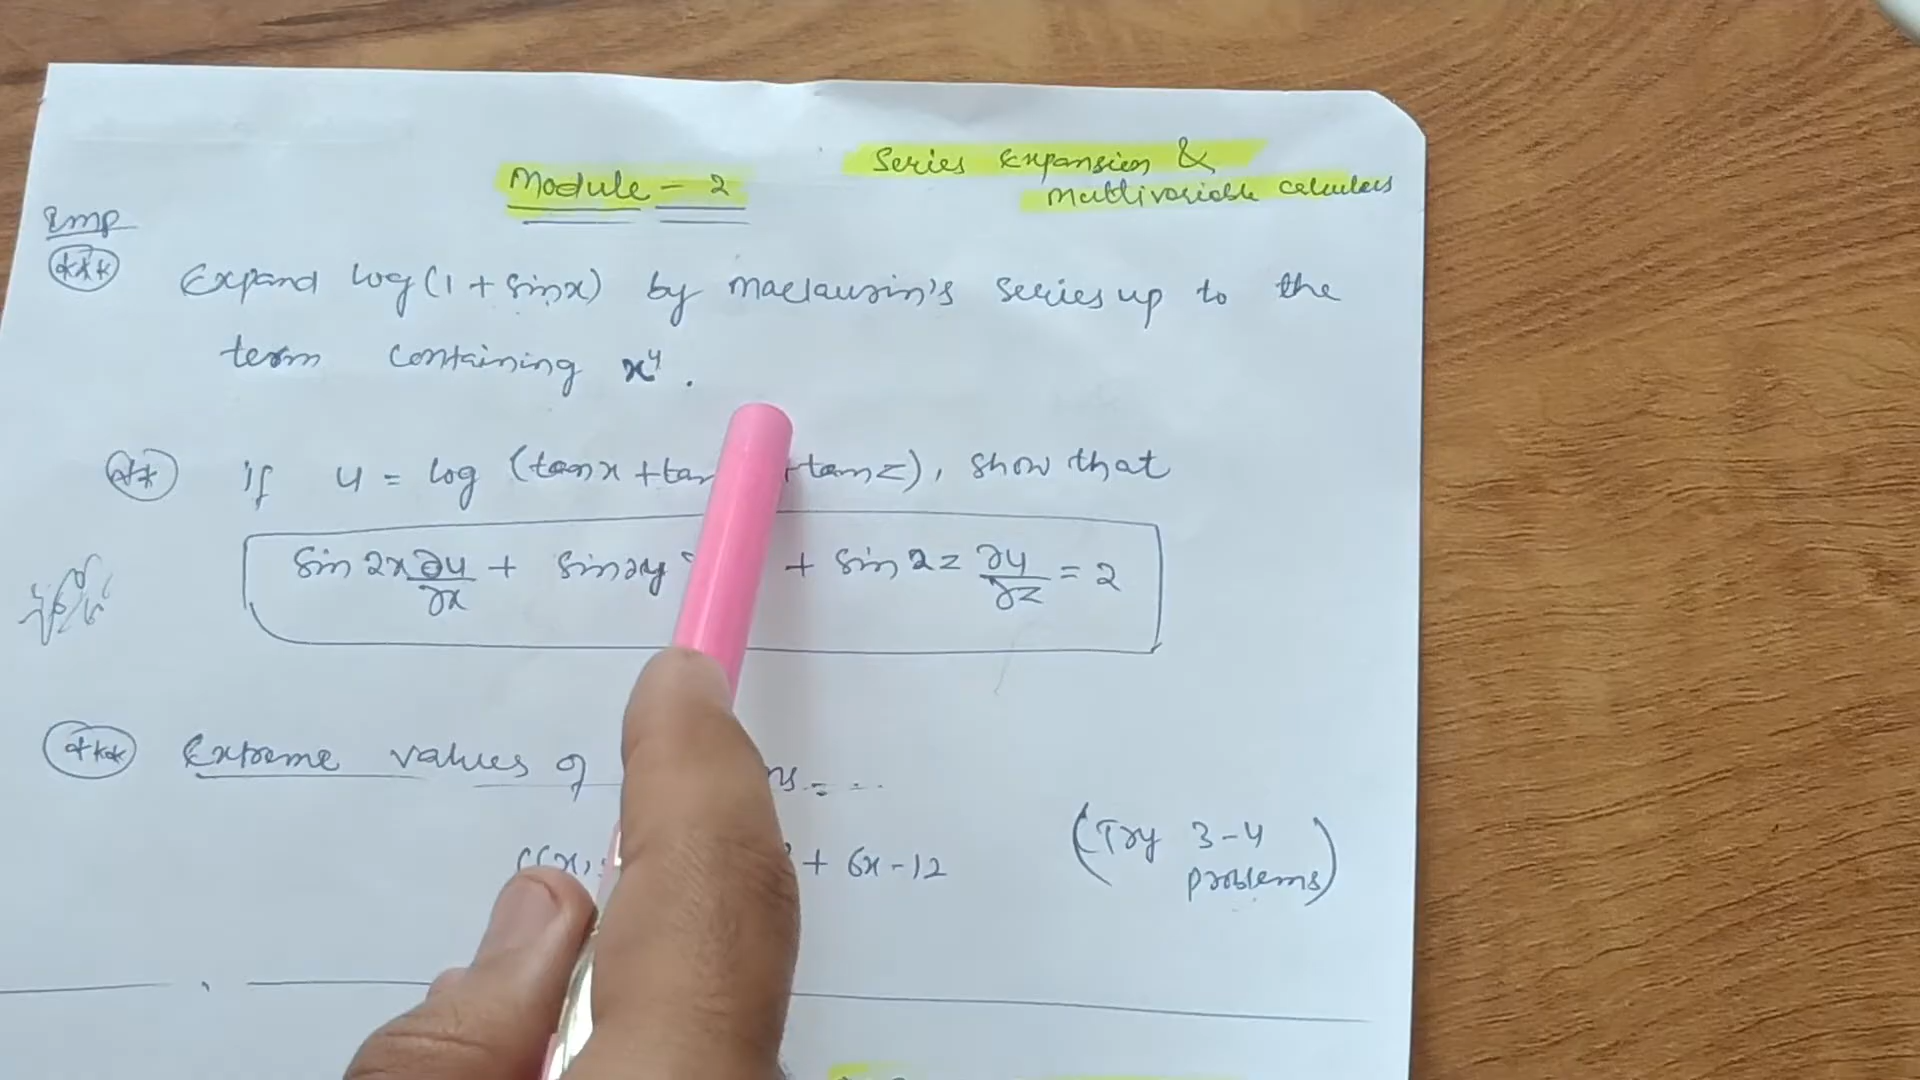 Module - 2
Series Expansion &
Multivariable calculus
Imp
*** Expand log(1 + sinx) by Maclaurin's series up to the
term containing x⁴.
** If u = log (tanx + tan + tanz), show that
sin 2x ∂u/∂x + sin2y + sin 2z ∂u/∂z = 2
*** Extreme values of
+ 6x - 12
(Try 3-4
problems)